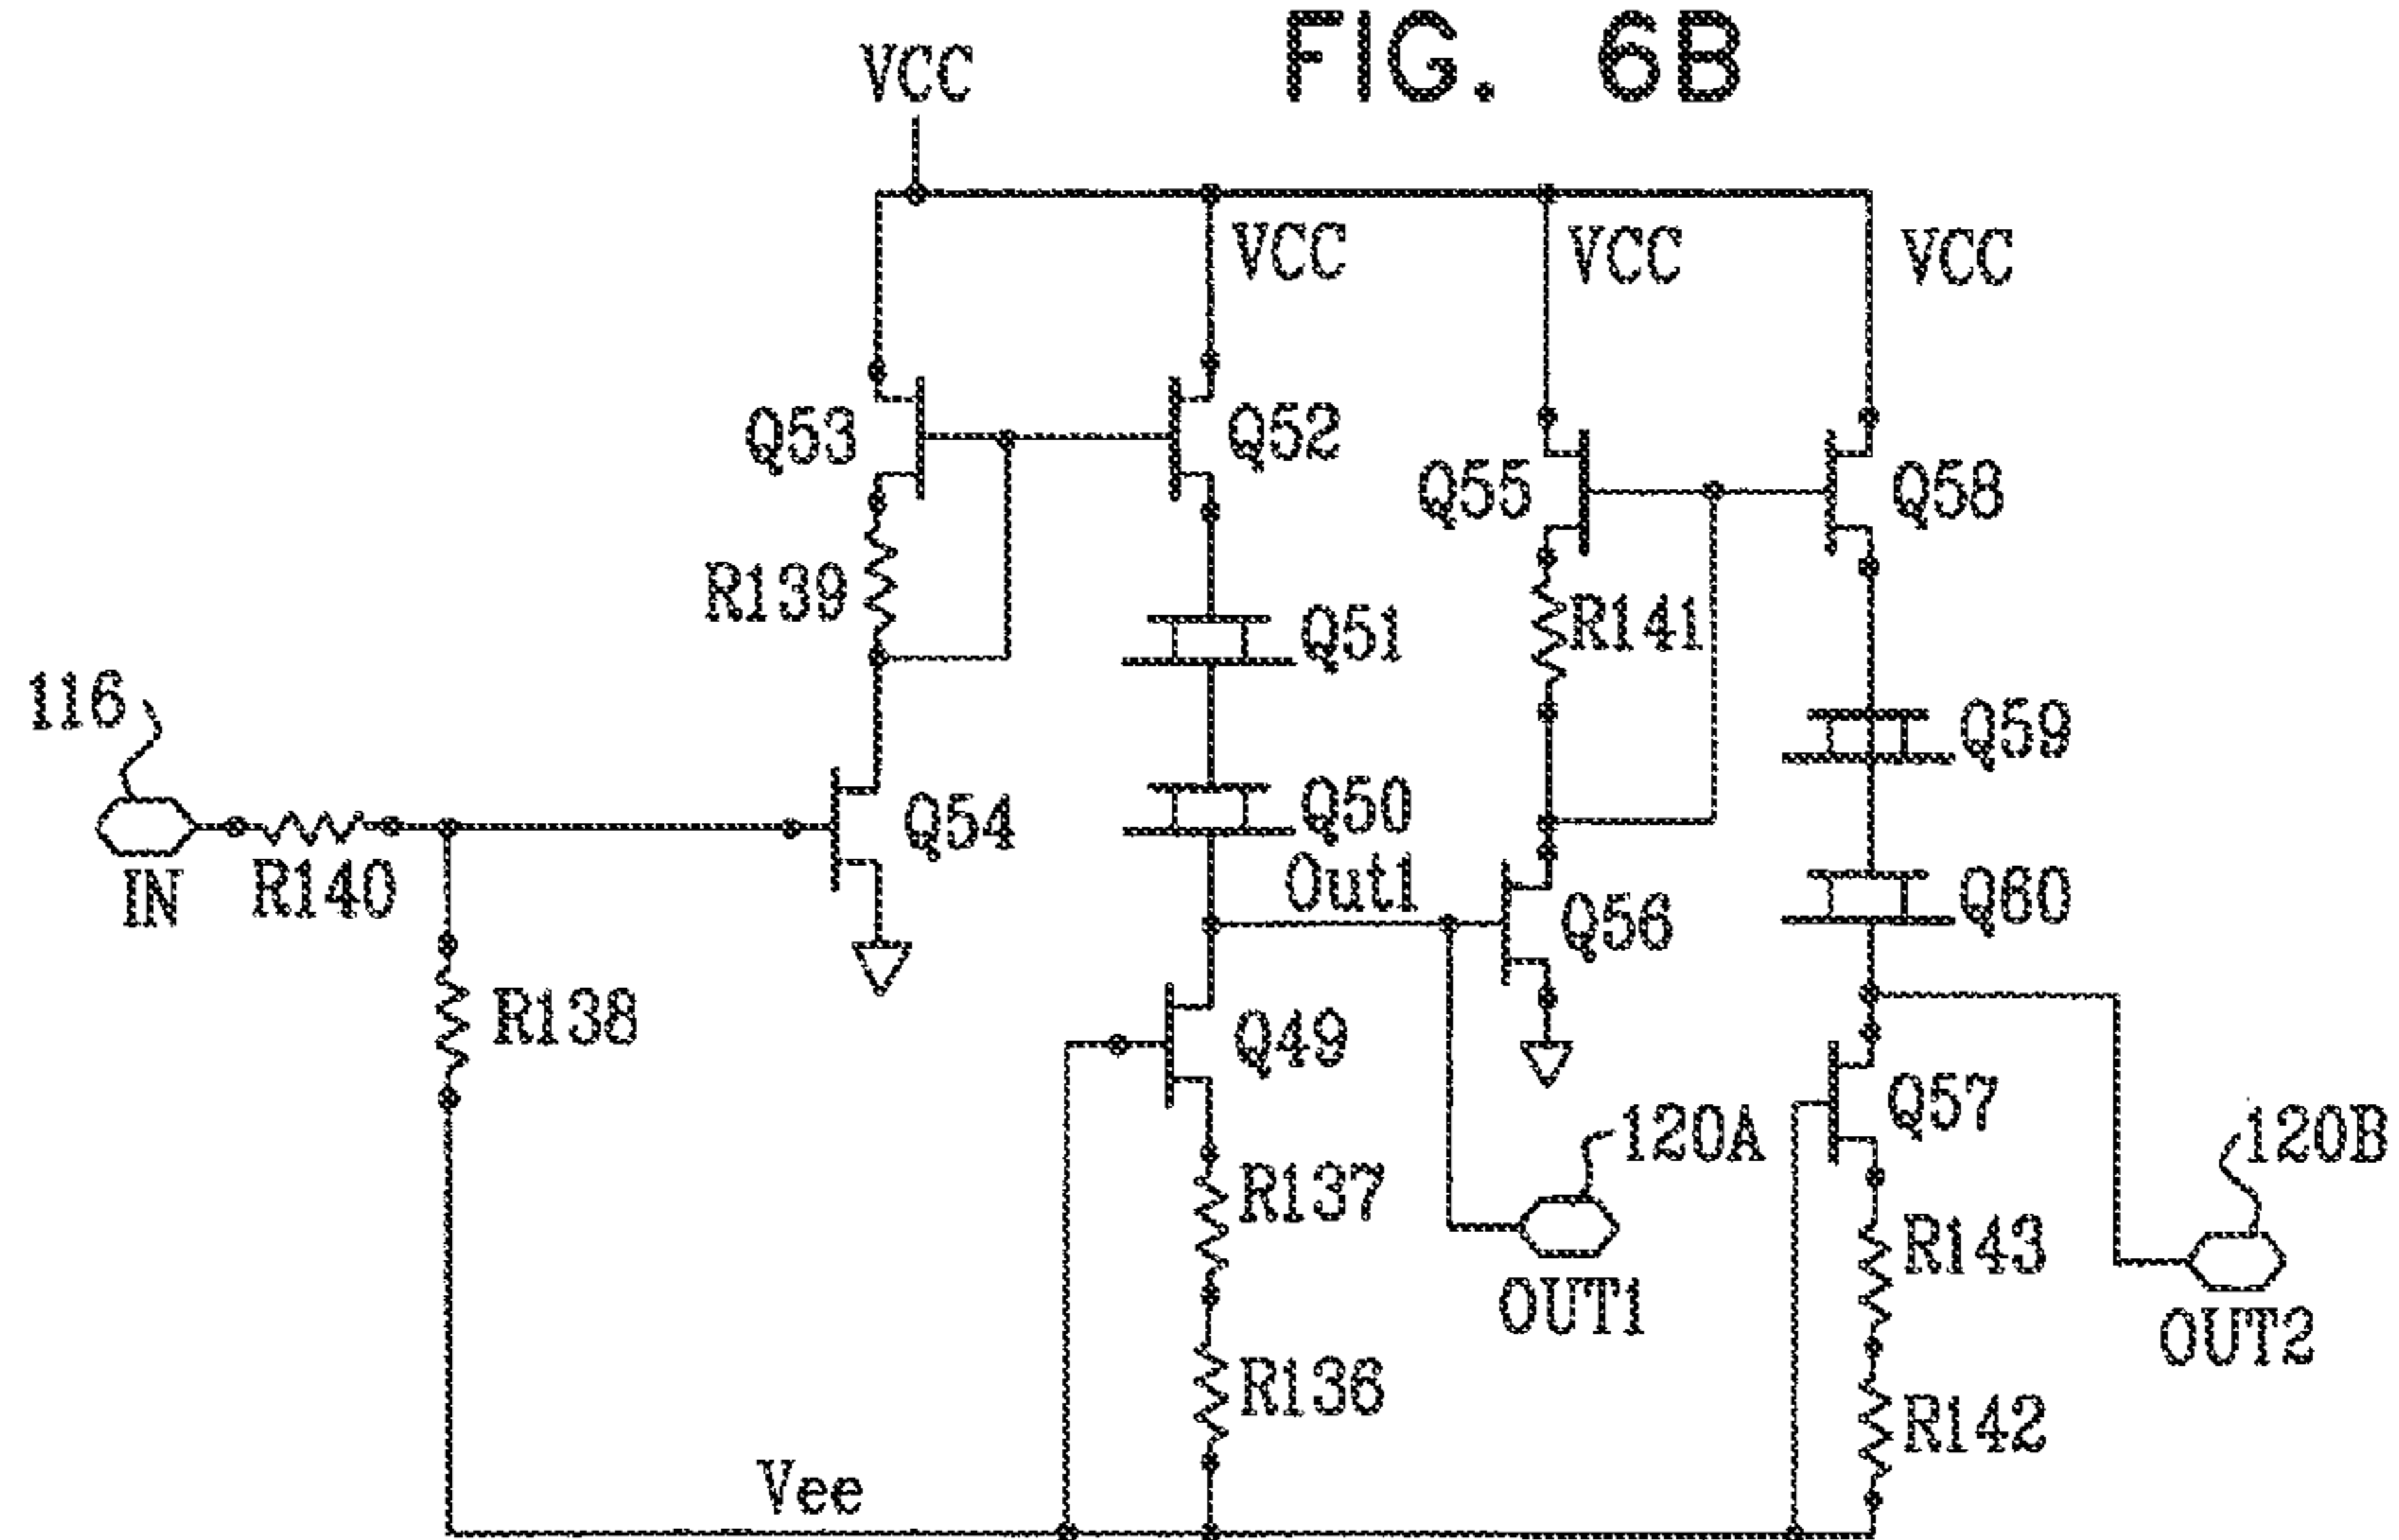 FIG. 6B
VCC
VCC
VCC
VCC
Q53
Q52
Q55
Q58
R139
Q51
R141
116
Q59
Q54
Q50
IN
R140
Out1
Q56
Q60
R138
Q49
Q57
120A
120B
R137
R143
OUT1
OUT2
R136
R142
Vee